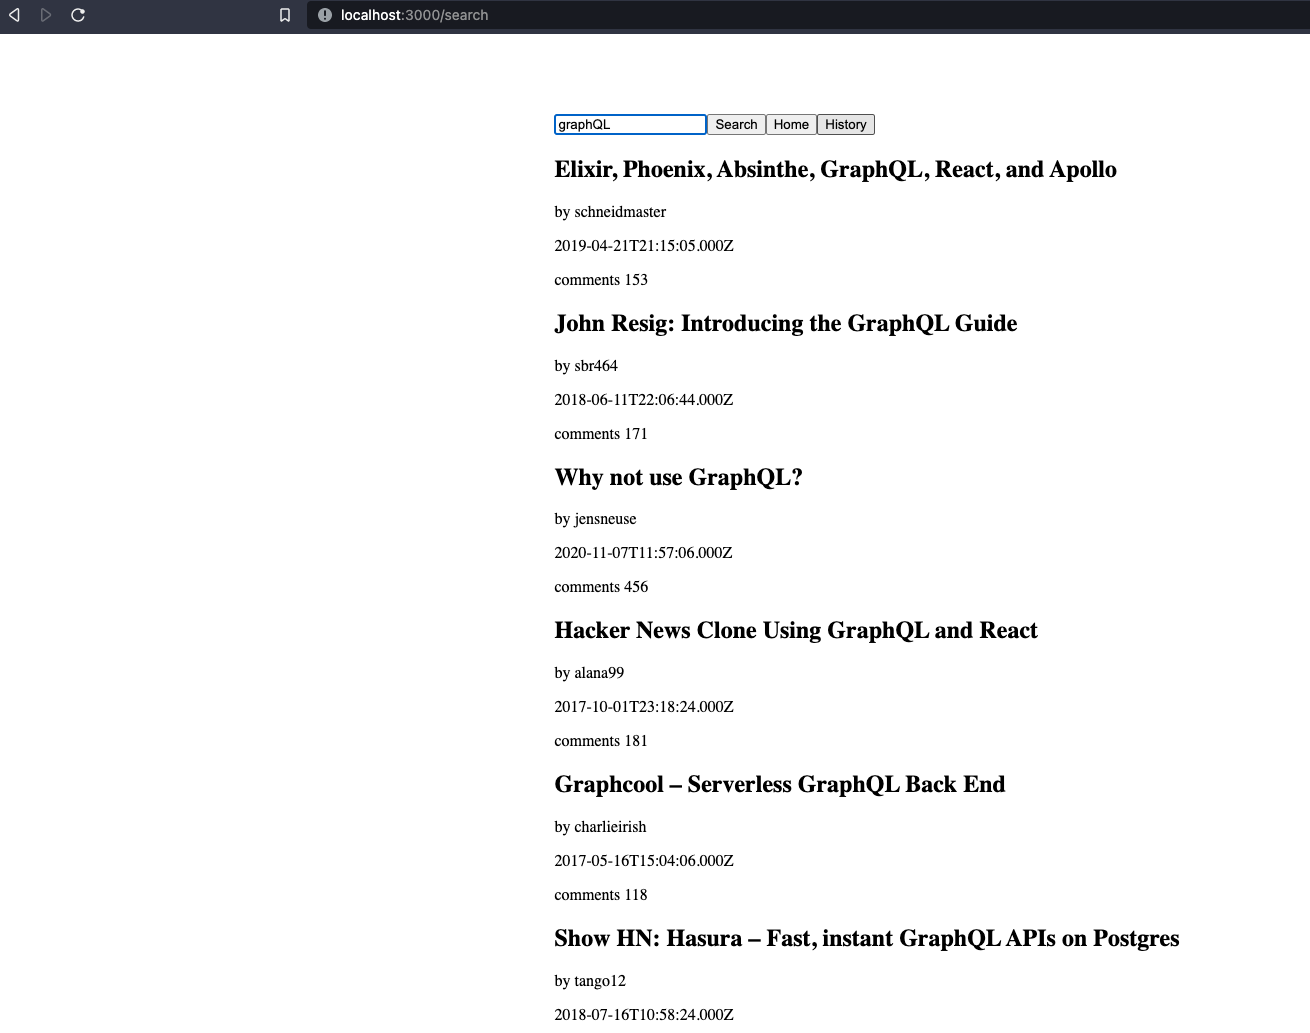 localhost:3000/search
graphQL Search Home History
Elixir, Phoenix, Absinthe, GraphQL, React, and Apollo
by schneidmaster
2019-04-21T21:15:05.000Z
comments 153
John Resig: Introducing the GraphQL Guide
by sbr464
2018-06-11T22:06:44.000Z
comments 171
Why not use GraphQL?
by jensneuse
2020-11-07T11:57:06.000Z
comments 456
Hacker News Clone Using GraphQL and React
by alana99
2017-10-01T23:18:24.000Z
comments 181
Graphcool – Serverless GraphQL Back End
by charlieirish
2017-05-16T15:04:06.000Z
comments 118
Show HN: Hasura – Fast, instant GraphQL APIs on Postgres
by tango12
2018-07-16T10:58:24.000Z